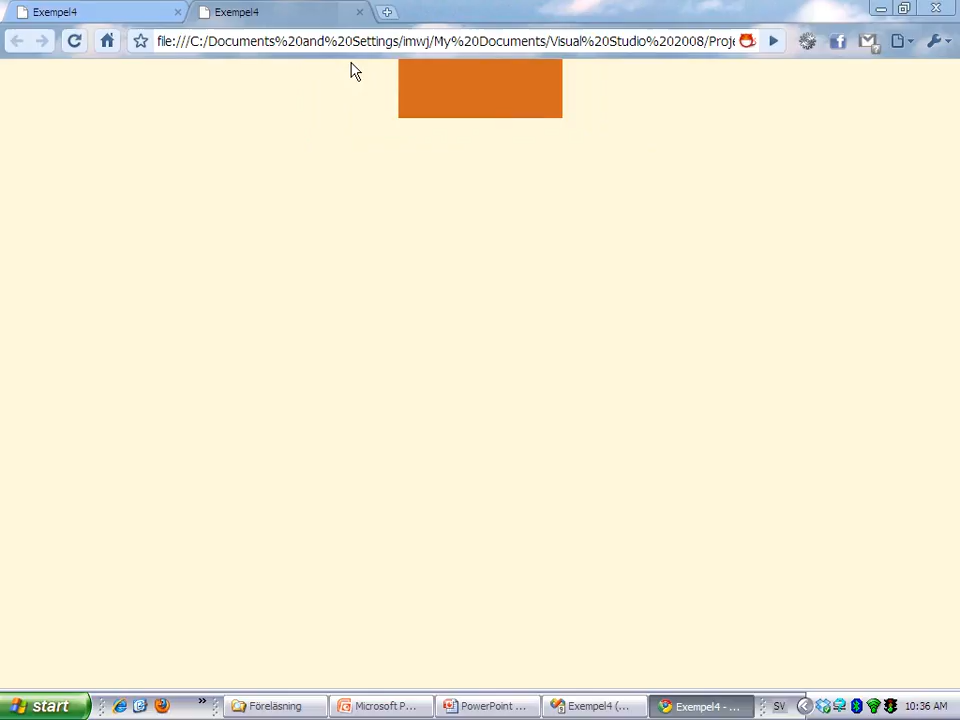 Exempel4
Exempel4
file:///C:/Documents%20and%20Settings/imwj/My%20Documents/Visual%20Studio%202008/Proje
start
»
Föreläsning
Microsoft P...
PowerPoint ...
Exempel4 (...
Exempel4 - ...
SV
10:36 AM